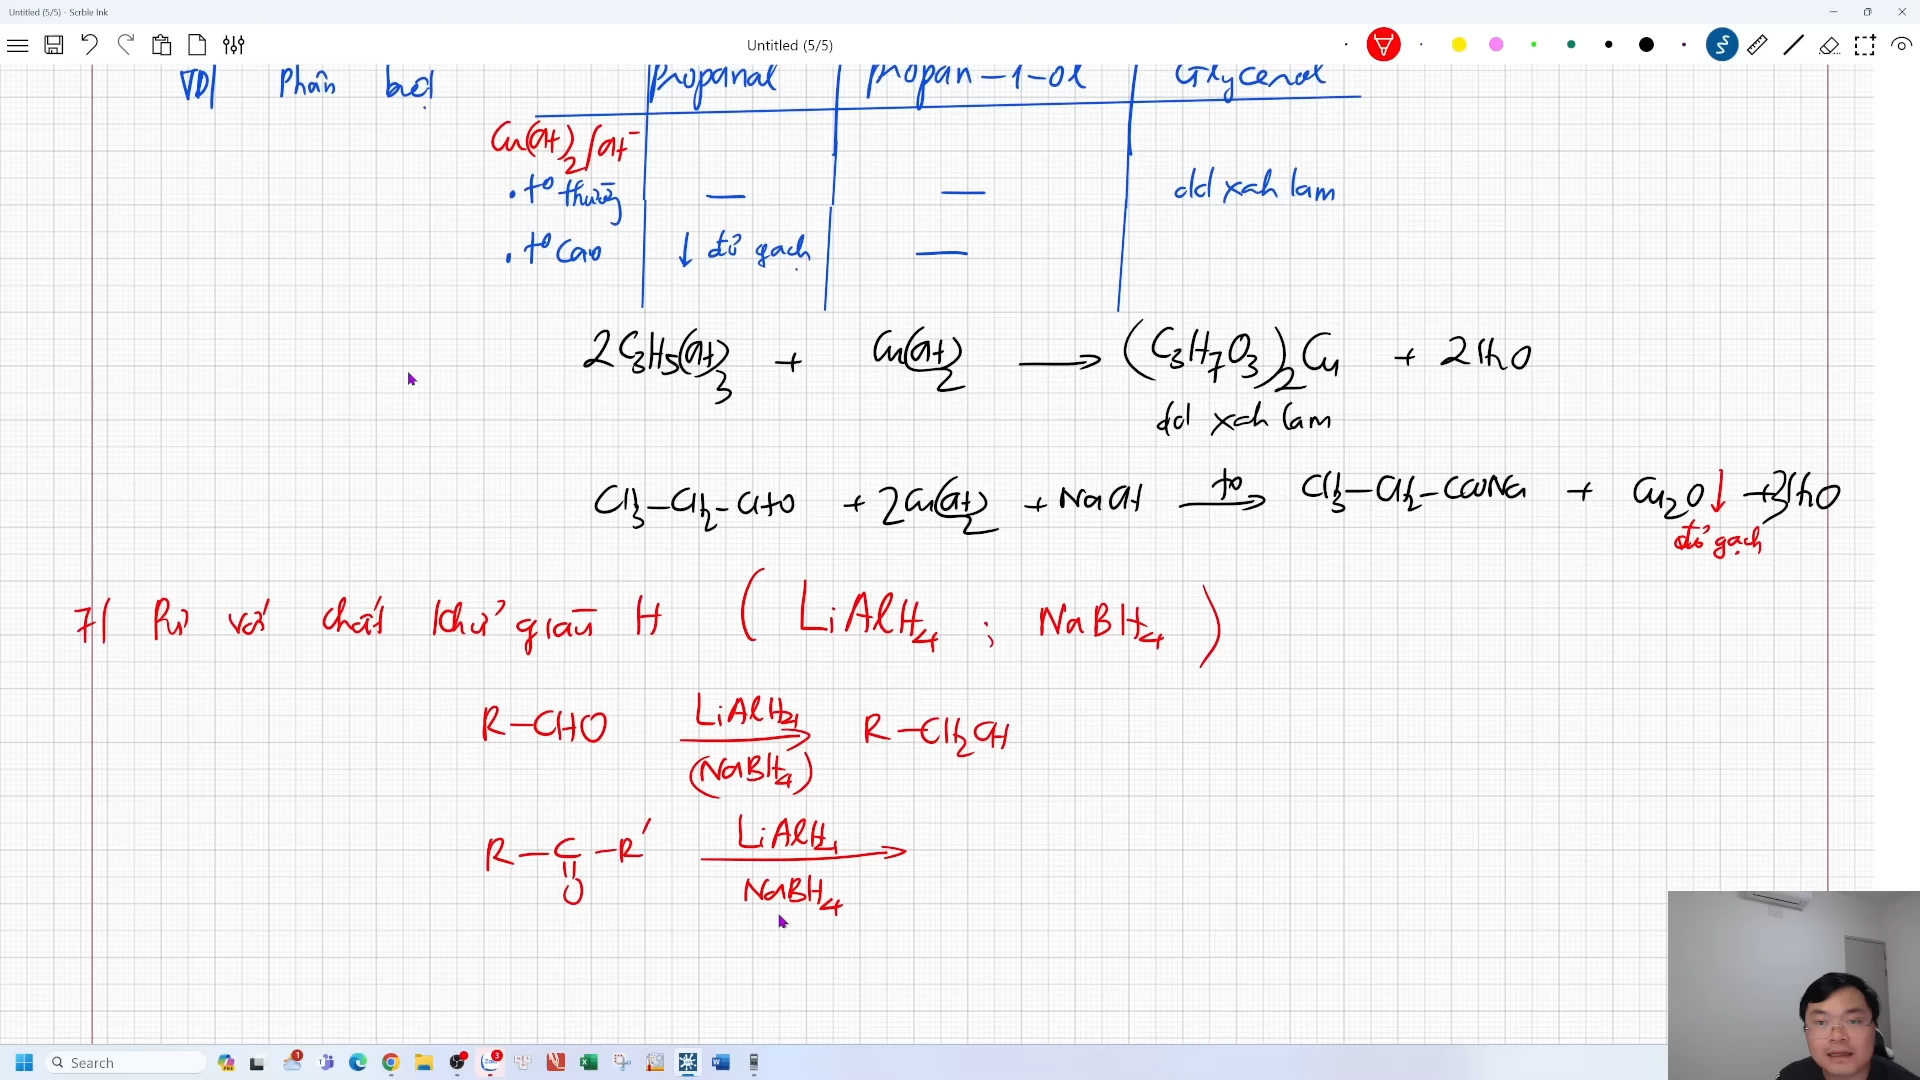 Untitled (5/5) - Scrble Ink
Untitled (5/5)
VD| Phân biệt Propanal Propan-1-ol Glycerol
Cu(OH)2/OH-
. t° thường — — dd xanh lam
. t° cao ↓ đỏ gạch —
2C3H5(OH)3 + Cu(OH)2 → (C3H7O3)2Cu + 2H2O
dd xanh lam
CH3-CH2-CHO + 2Cu(OH)2 + NaOH t° → CH3-CH2-COONa + Cu2O↓ + 3H2O
đỏ gạch
7/ Pư với chất khử giàu H ( LiAlH4 ; NaBH4 )
R-CHO LiAlH4 → R-CH2OH
(NaBH4)
R-C-R' LiAlH4 →
O NaBH4
Search